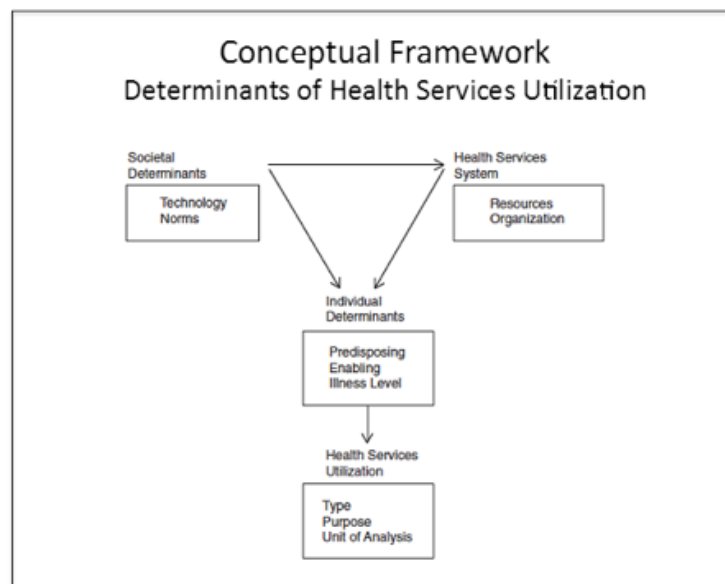 Conceptual Framework
Determinants of Health Services Utilization
Societal
Determinants
Technology
Norms
Health Services
System
Resources
Organization
Individual
Determinants
Predisposing
Enabling
Illness Level
Health Services
Utilization
Type
Purpose
Unit of Analysis